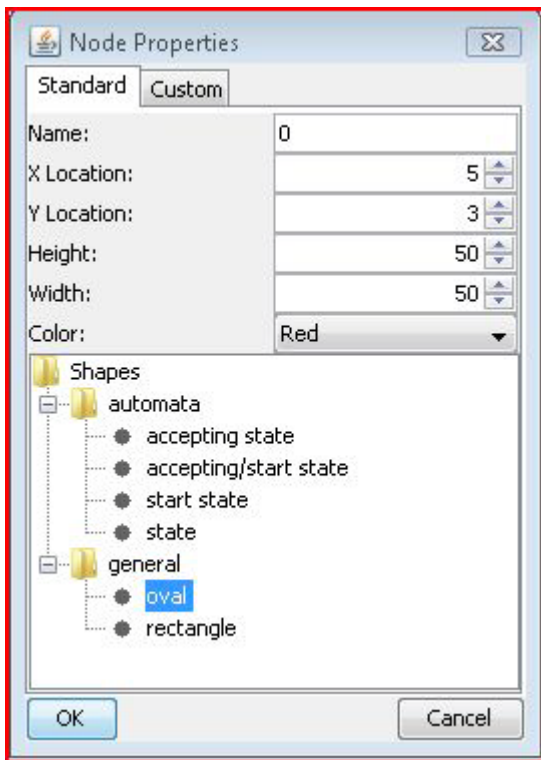 Node Properties
Standard Custom
Name: 0
X Location: 5
Y Location: 3
Height: 50
Width: 50
Color: Red
Shapes
automata
accepting state
accepting/start state
start state
state
general
oval
rectangle
OK Cancel